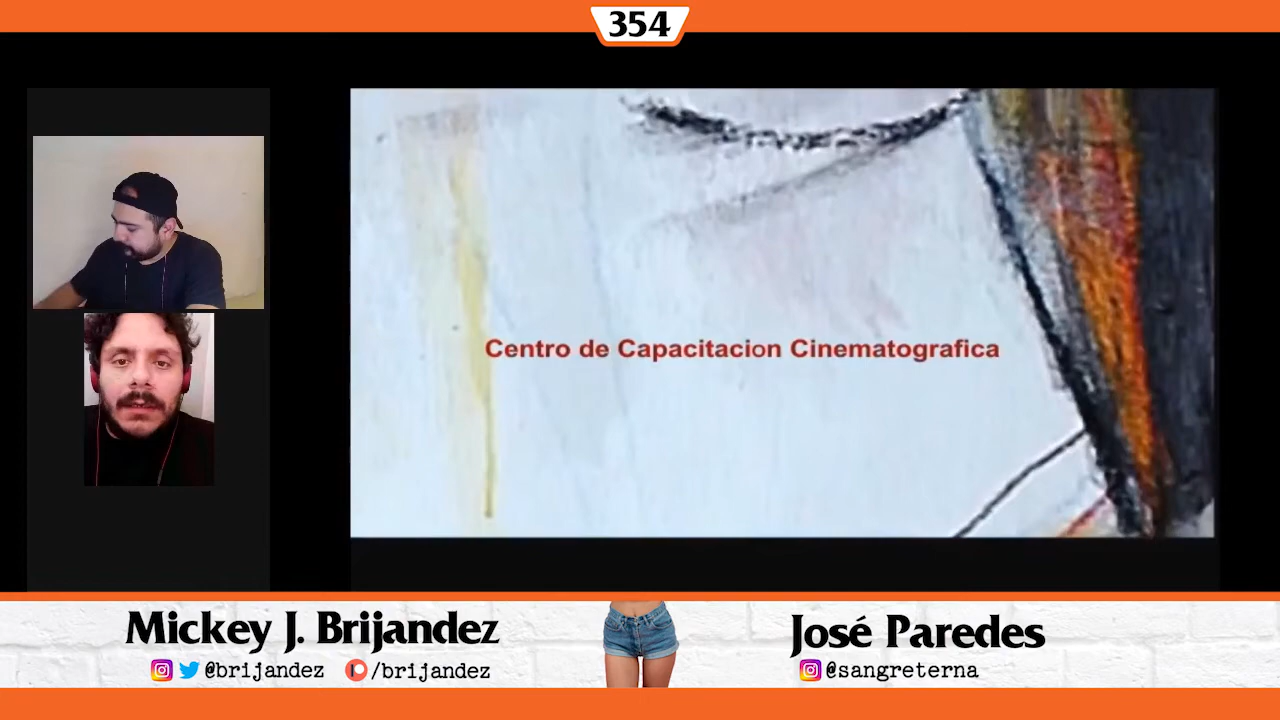 354
Centro de Capacitacion Cinematografica
Mickey J. Brijandez
@brijandez /brijandez
José Paredes
@sangreterna